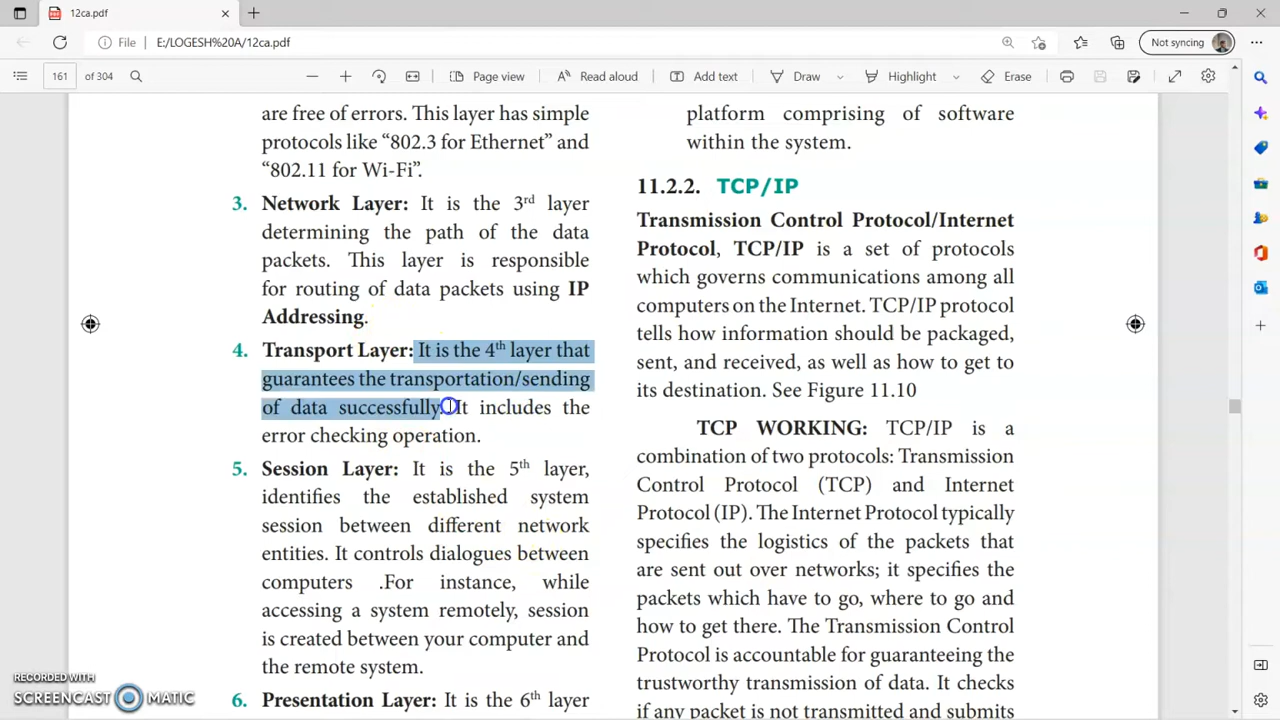 12ca.pdf
File E:/LOGESH%20A/12ca.pdf
Not syncing
161 of 304
Page view
Read aloud
Add text
Draw
Highlight
Erase
are free of errors. This layer has simple
protocols like “802.3 for Ethernet” and
“802.11 for Wi-Fi”.
3. Network Layer: It is the 3rd layer
determining the path of the data
packets. This layer is responsible
for routing of data packets using IP
Addressing.
4. Transport Layer: It is the 4th layer that
guarantees the transportation/sending
of data successfully. It includes the
error checking operation.
5. Session Layer: It is the 5th layer,
identifies the established system
session between different network
entities. It controls dialogues between
computers .For instance, while
accessing a system remotely, session
is created between your computer and
the remote system.
6. Presentation Layer: It is the 6th layer
platform comprising of software
within the system.
11.2.2. TCP/IP
Transmission Control Protocol/Internet
Protocol, TCP/IP is a set of protocols
which governs communications among all
computers on the Internet. TCP/IP protocol
tells how information should be packaged,
sent, and received, as well as how to get to
its destination. See Figure 11.10
TCP WORKING: TCP/IP is a
combination of two protocols: Transmission
Control Protocol (TCP) and Internet
Protocol (IP). The Internet Protocol typically
specifies the logistics of the packets that
are sent out over networks; it specifies the
packets which have to go, where to go and
how to get there. The Transmission Control
Protocol is accountable for guaranteeing the
trustworthy transmission of data. It checks
if any packet is not transmitted and submits
RECORDED WITH
SCREENCAST MATIC